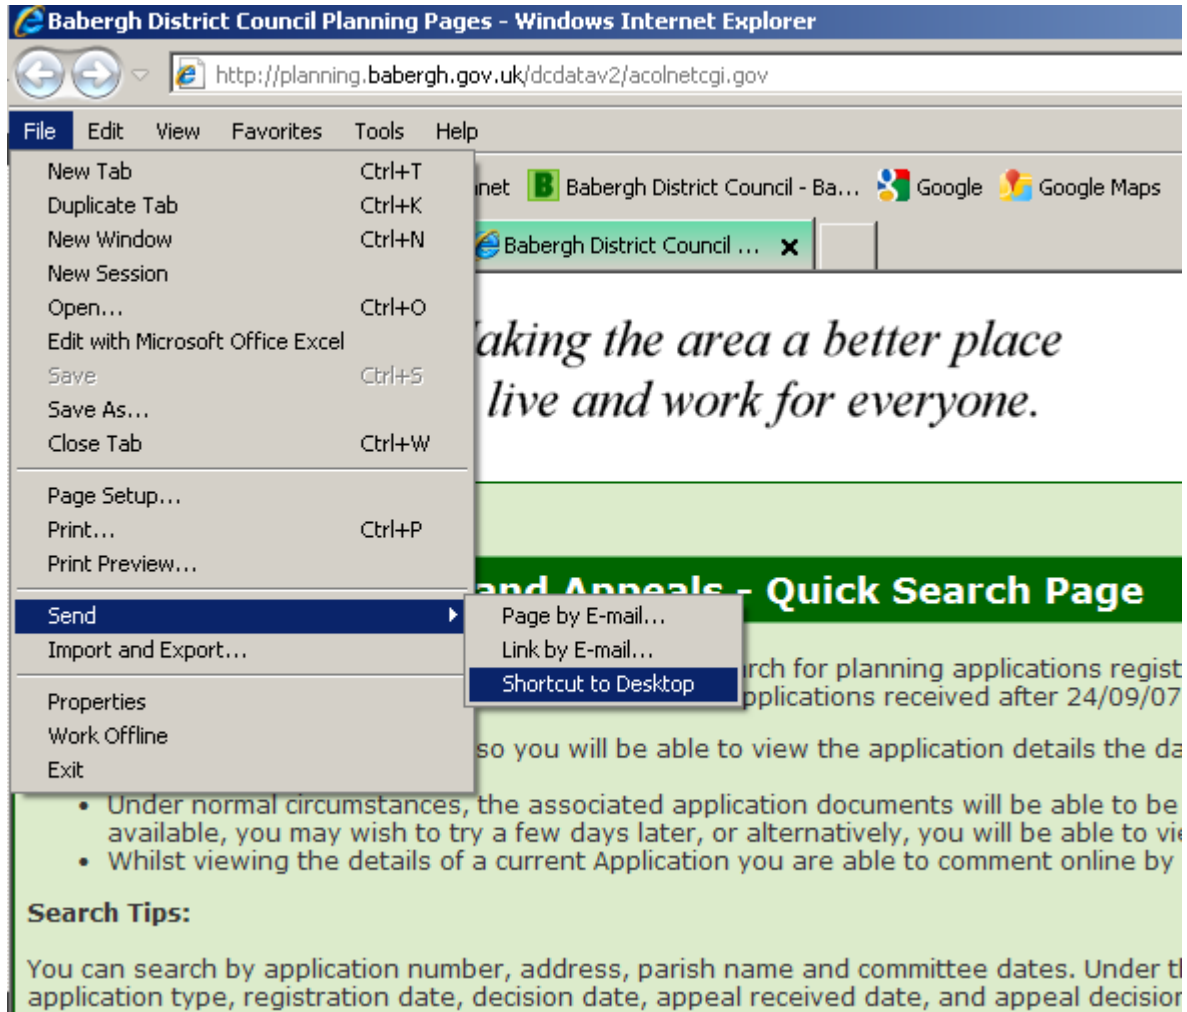 Babergh District Council Planning Pages - Windows Internet Explorer
http://planning.babergh.gov.uk/dcdatav2/acolnetcgi.gov
File Edit View Favorites Tools Help
New Tab Ctrl+T
Duplicate Tab Ctrl+K
New Window Ctrl+N
New Session
Open... Ctrl+O
Edit with Microsoft Office Excel
Save Ctrl+S
Save As... 
Close Tab Ctrl+W
Page Setup...
Print... Ctrl+P
Print Preview...
Send
Import and Export...
Properties
Work Offline
Exit
Page by E-mail...
Link by E-mail...
Shortcut to Desktop
net B Babergh District Council - Ba... Google Google Maps
Babergh District Council ...
aking the area a better place
live and work for everyone.
and Appeals - Quick Search Page
rch for planning applications regist
pplications received after 24/09/07
so you will be able to view the application details the da
• Under normal circumstances, the associated application documents will be able to be
available, you may wish to try a few days later, or alternatively, you will be able to vie
• Whilst viewing the details of a current Application you are able to comment online by
Search Tips:
You can search by application number, address, parish name and committee dates. Under th
application type, registration date, decision date, appeal received date, and appeal decision